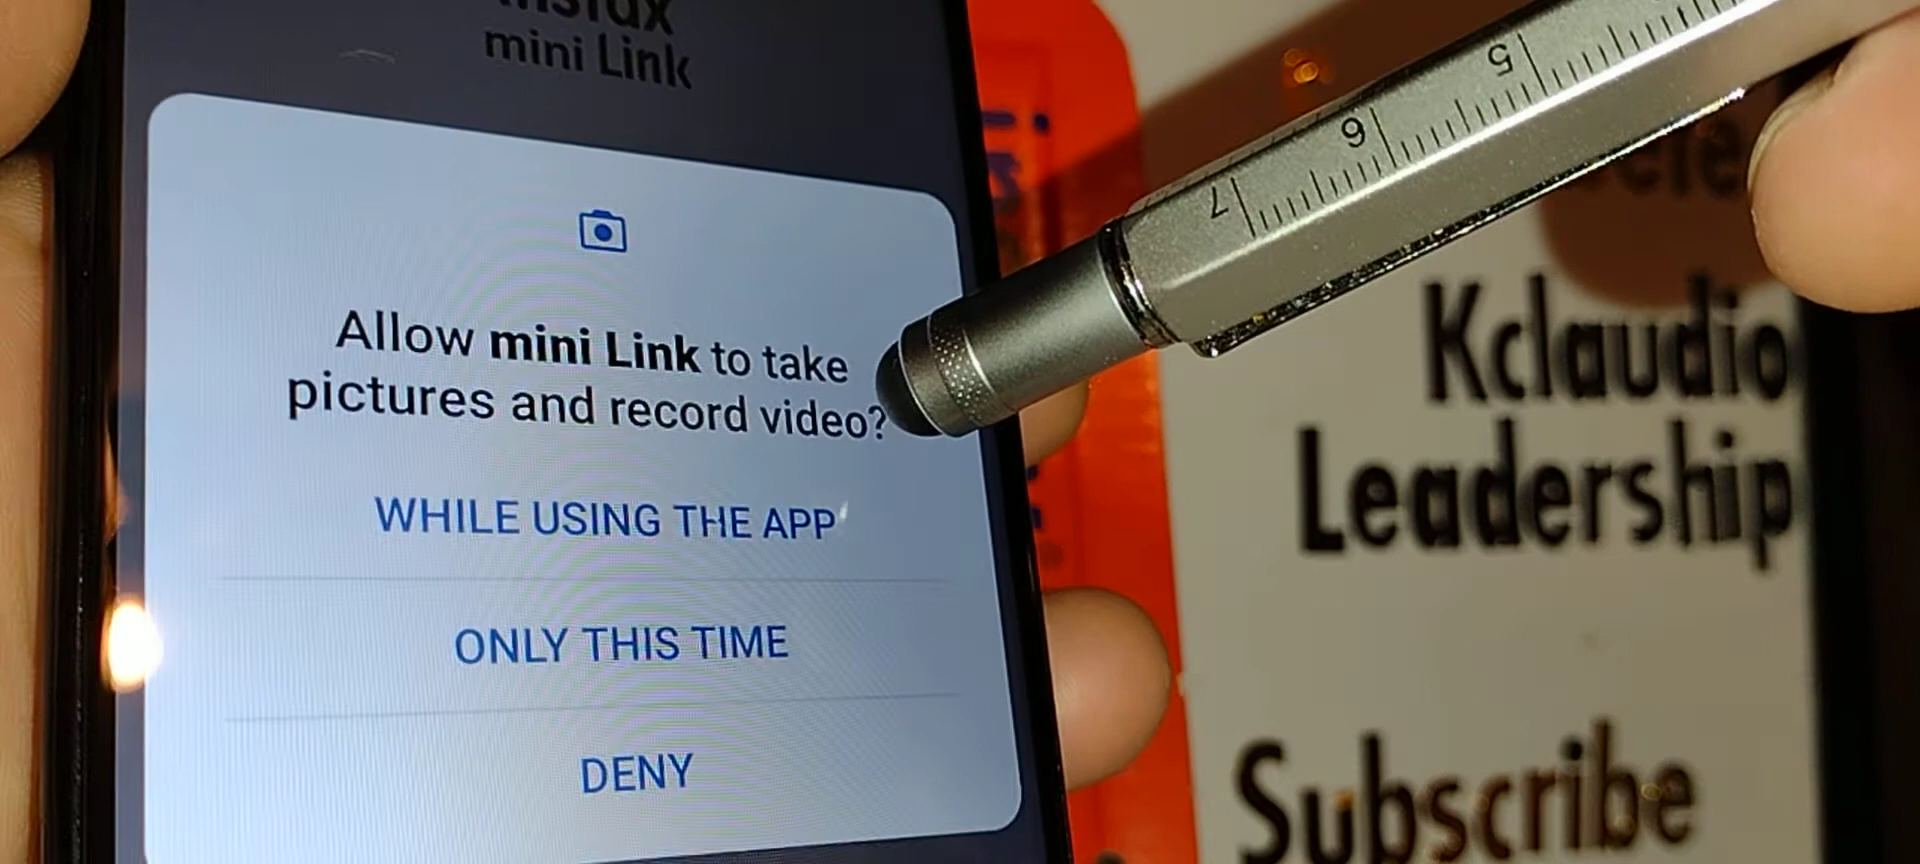 instax
mini Link
Allow mini Link to take
pictures and record video?
WHILE USING THE APP
ONLY THIS TIME
DENY
5
6
7
Kclaudio
Leadership
Subscribe